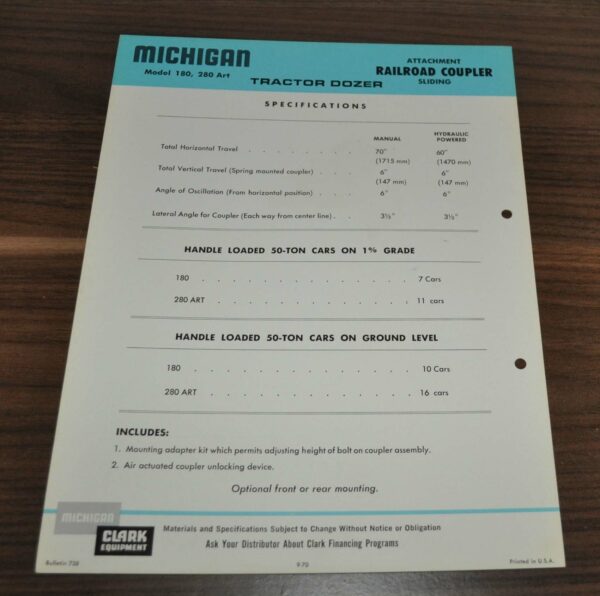 MICHIGAN
Model 180, 280 Art
TRACTOR DOZER
ATTACHMENT
RAILROAD COUPLER
SLIDING
SPECIFICATIONS
MANUAL HYDRAULIC POWERED
Total Horizontal Travel . . . . . . . 70" 60"
(1715 mm) (1470 mm)
Total Vertical Travel (Spring mounted coupler) . . . 6" 6"
(147 mm) (147 mm)
Angle of Oscillation (From horizontal position) . . . 6° 6°
Lateral Angle for Coupler (Each way from center line) . . 3½° 3½°
HANDLE LOADED 50-TON CARS ON 1% GRADE
180 . . . . . . . . . . . . 7 Cars
280 ART . . . . . . . . . . . 11 cars
HANDLE LOADED 50-TON CARS ON GROUND LEVEL
180 . . . . . . . . . . . . 10 Cars
280 ART . . . . . . . . . . . 16 cars
INCLUDES:
1. Mounting adapter kit which permits adjusting height of bolt on coupler assembly.
2. Air actuated coupler unlocking device.
Optional front or rear mounting.
MICHIGAN
CLARK
EQUIPMENT
Materials and Specifications Subject to Change Without Notice or Obligation
Ask Your Distributor About Clark Financing Programs
Bulletin 738
9-70
Printed in U.S.A.